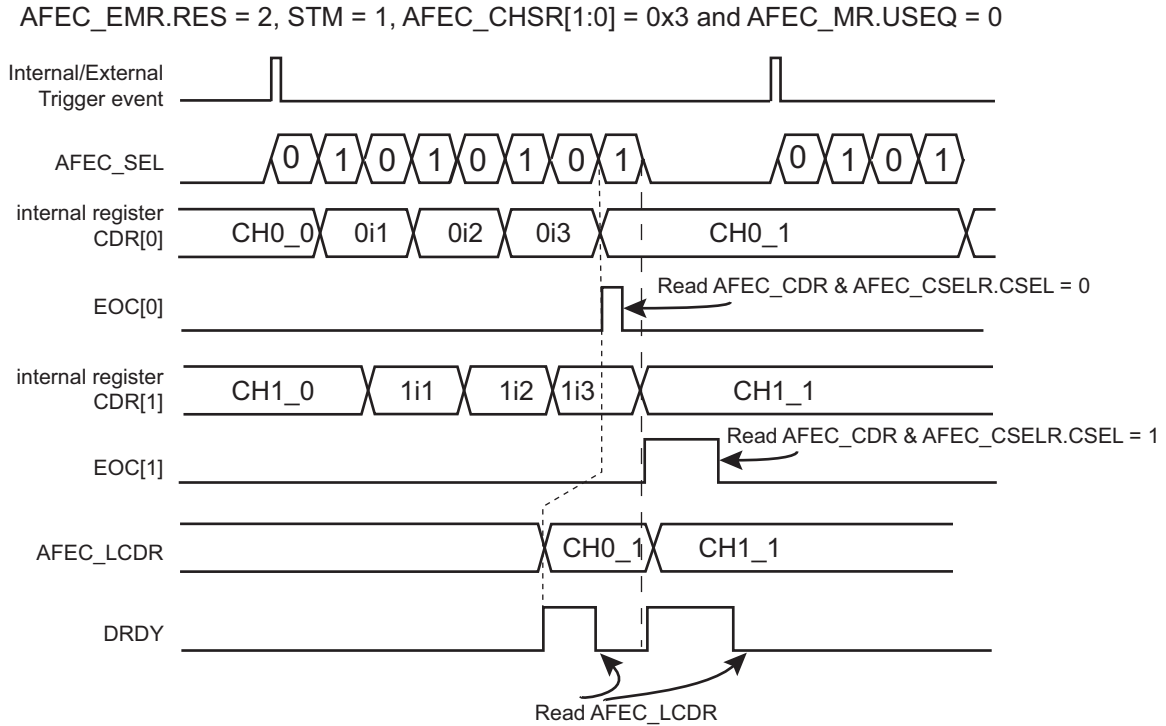 AFEC_EMR.RES = 2, STM = 1, AFEC_CHSR[1:0] = 0x3 and AFEC_MR.USEQ = 0
Internal/External
Trigger event
AFEC_SEL
0 1 0 1 0 1 0 1 0 1 0 1
internal register
CDR[0]
CH0_0 0i1 0i2 0i3 CH0_1
Read AFEC_CDR & AFEC_CSELR.CSEL = 0
EOC[0]
internal register
CDR[1]
CH1_0 1i1 1i2 1i3 CH1_1
Read AFEC_CDR & AFEC_CSELR.CSEL = 1
EOC[1]
AFEC_LCDR
CH0_1 CH1_1
DRDY
Read AFEC_LCDR